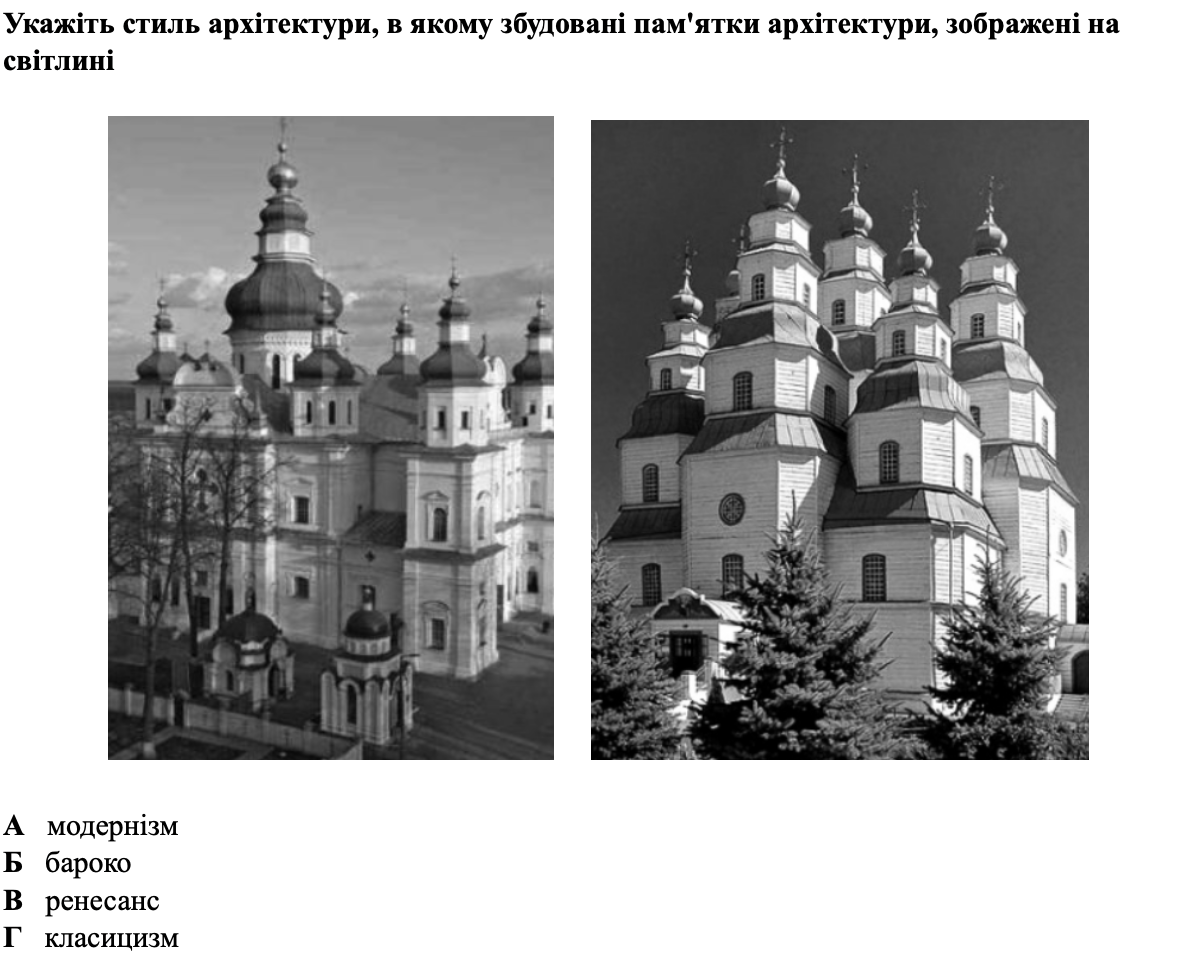 Укажіть стиль архітектури, в якому збудовані пам'ятки архітектури, зображені на
світлині
А модернізм
Б бароко
В ренесанс
Г класицизм